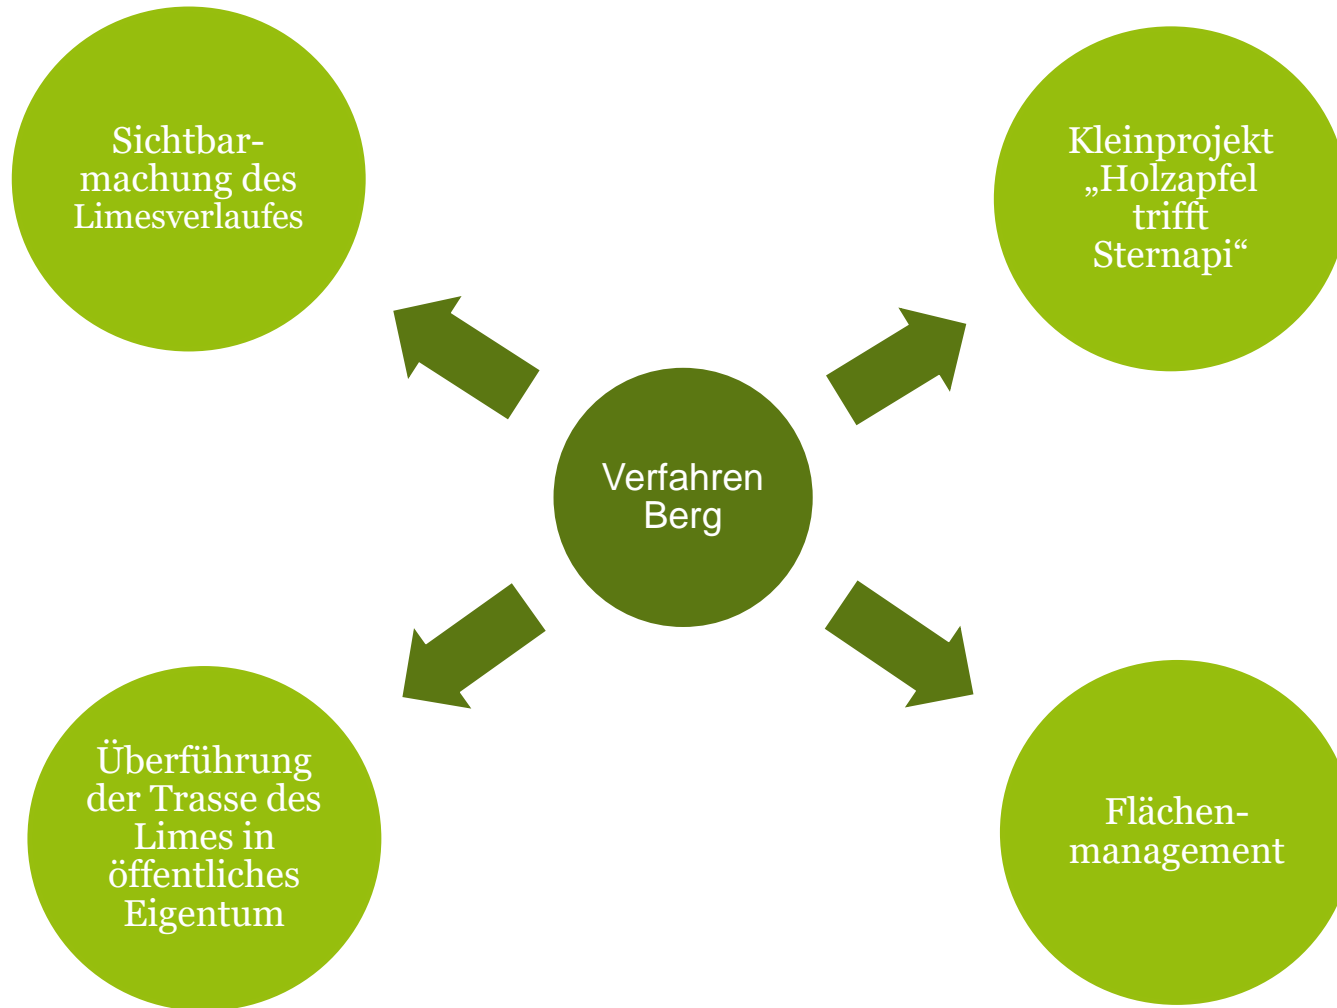 Sichtbar-
machung des
Limesverlaufes
Kleinprojekt
„Holzapfel
trifft
Sternapi“
Verfahren
Berg
Überführung
der Trasse des
Limes in
öffentliches
Eigentum
Flächen-
management